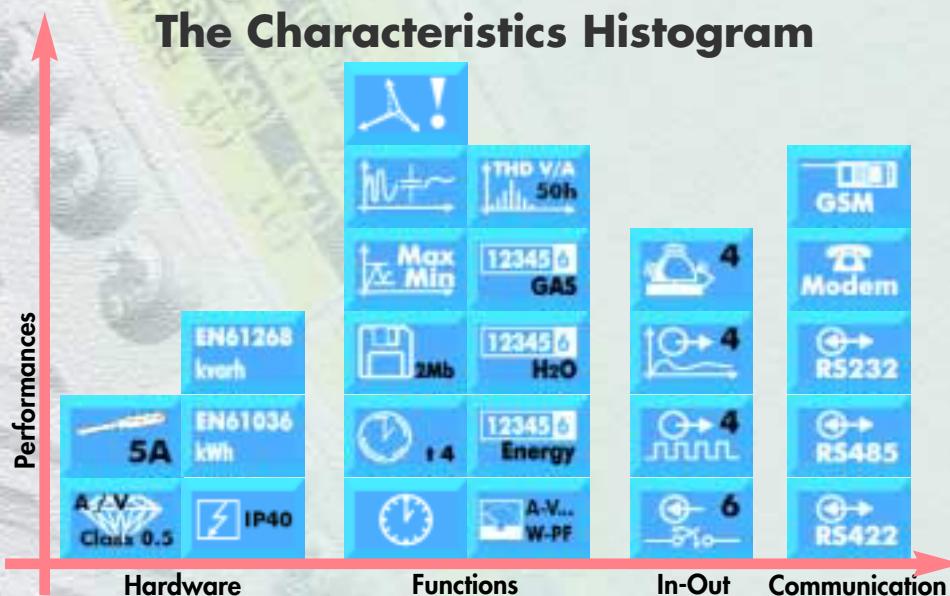 The Characteristics Histogram
Performances
EN61268
kvarh
5A
EN61036
kWh
A / V
Class 0.5
IP40
Hardware
!
THD V/A
50h
Max
Min
12345 6
GAS
2Mb
12345 6
H2O
t 4
12345 6
Energy
A-V...
W-PF
Functions
4
4
4
6
In-Out
GSM
Modem
RS232
RS485
RS422
Communication